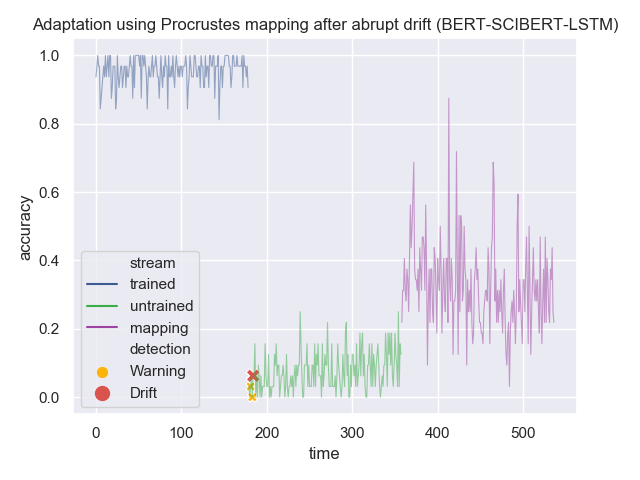 Adaptation using Procrustes mapping after abrupt drift (BERT-SCIBERT-LSTM)
1.0
0.8
0.6
0.4
0.2
0.0
accuracy
stream
trained
untrained
mapping
detection
Warning
Drift
0 100 200 300 400 500
time